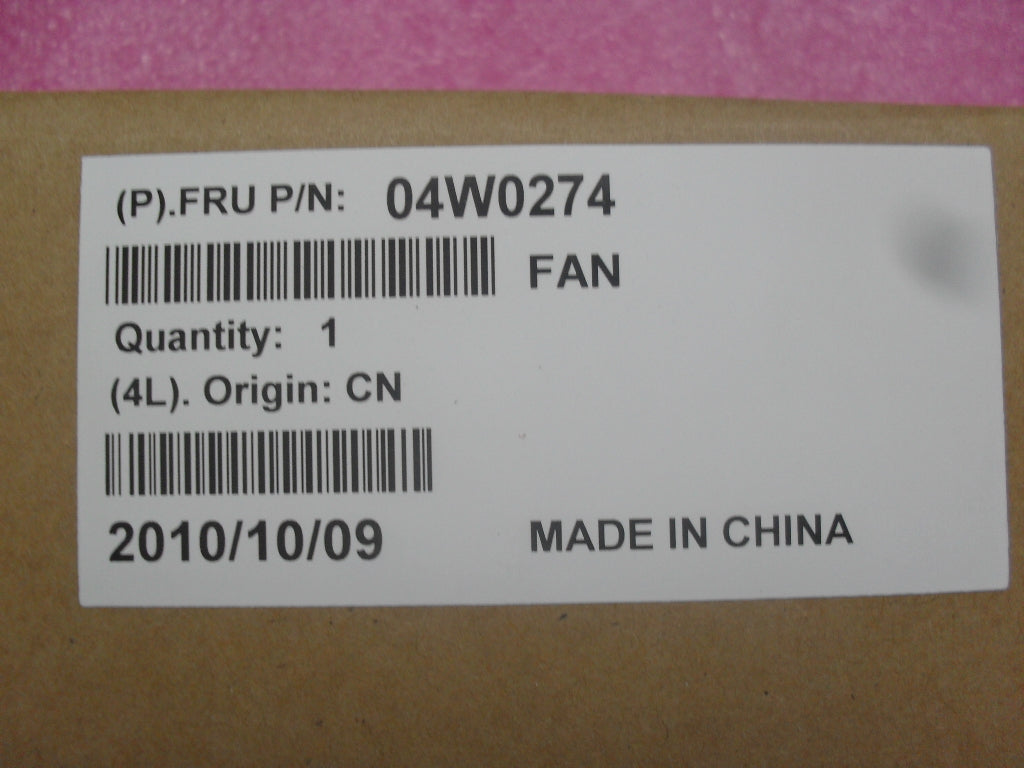 (P).FRU P/N: 04W0274
FAN
Quantity: 1
(4L). Origin: CN
2010/10/09 MADE IN CHINA